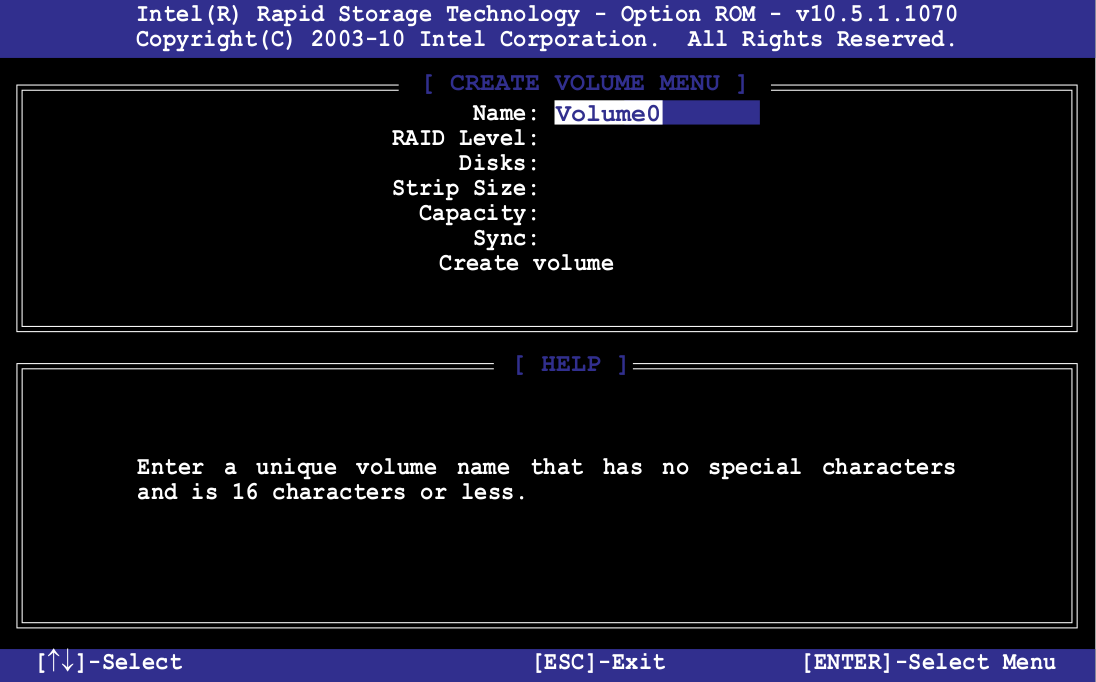 Intel(R) Rapid Storage Technology - Option ROM - v10.5.1.1070
Copyright(C) 2003-10 Intel Corporation. All Rights Reserved.
[ CREATE VOLUME MENU ]
Name: Volume0
RAID Level:
Disks:
Strip Size:
Capacity:
Sync:
Create volume
[ HELP ]
Enter a unique volume name that has no special characters
and is 16 characters or less.
[↑↓]-Select [ESC]-Exit [ENTER]-Select Menu